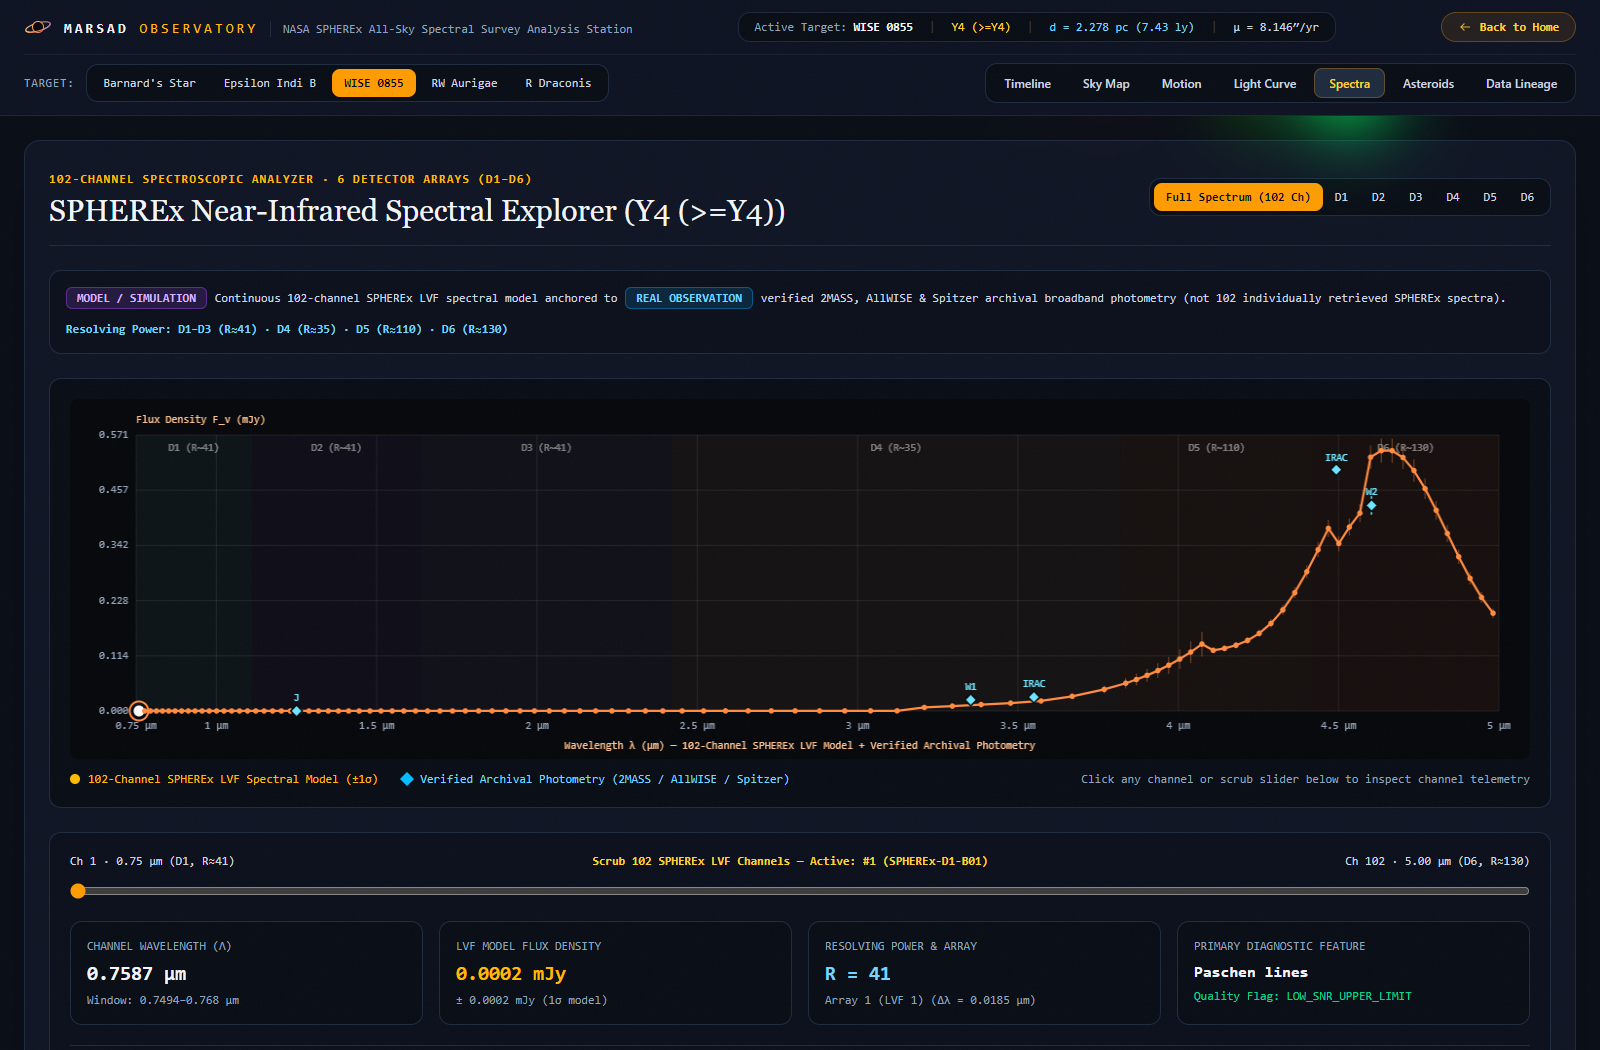 MARSAD OBSERVATORY NASA SPHEREx All-Sky Spectral Survey Analysis Station Active Target: WISE 0855 Y4 (>=Y4) d = 2.278 pc (7.43 ly) μ = 8.146″/yr ← Back to Home
TARGET: Barnard's Star Epsilon Indi B WISE 0855 RW Aurigae R Draconis Timeline Sky Map Motion Light Curve Spectra Asteroids Data Lineage
102-CHANNEL SPECTROSCOPIC ANALYZER · 6 DETECTOR ARRAYS (D1–D6)
SPHEREx Near-Infrared Spectral Explorer (Y4 (>=Y4))
Full Spectrum (102 Ch) D1 D2 D3 D4 D5 D6
MODEL / SIMULATION Continuous 102-channel SPHEREx LVF spectral model anchored to REAL OBSERVATION verified 2MASS, AllWISE & Spitzer archival broadband photometry (not 102 individually retrieved SPHEREx spectra).
Resolving Power: D1–D3 (R≈41) · D4 (R≈35) · D5 (R≈110) · D6 (R≈130)
Flux Density F_ν (mJy)
0.571
D1 (R~41) D2 (R~41) D3 (R~41) D4 (R~35) D5 (R~110) D6 (R~130)
IRAC
0.457
W2
0.342
0.228
0.114
W1 IRAC
J
0.000
0.75 μm 1 μm 1.5 μm 2 μm 2.5 μm 3 μm 3.5 μm 4 μm 4.5 μm 5 μm
Wavelength λ (μm) — 102-Channel SPHEREx LVF Model + Verified Archival Photometry
102-Channel SPHEREx LVF Spectral Model (±1σ) Verified Archival Photometry (2MASS / AllWISE / Spitzer) Click any channel or scrub slider below to inspect channel telemetry
Ch 1 · 0.75 μm (D1, R≈41) Scrub 102 SPHEREx LVF Channels — Active: #1 (SPHEREx-D1-B01) Ch 102 · 5.00 μm (D6, R≈130)
CHANNEL WAVELENGTH (Λ)
0.7587 μm
Window: 0.7494–0.768 μm
LVF MODEL FLUX DENSITY
0.0002 mJy
± 0.0002 mJy (1σ model)
RESOLVING POWER & ARRAY
R = 41
Array 1 (LVF 1) (Δλ = 0.0185 μm)
PRIMARY DIAGNOSTIC FEATURE
Paschen lines
Quality Flag: LOW_SNR_UPPER_LIMIT